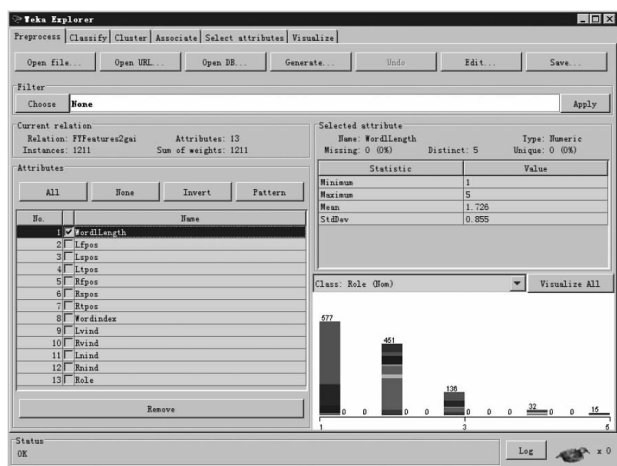 Weka Explorer
Preprocess Classify Cluster Associate Select attributes Visualize
Open file... Open URL... Open DB... Generate... Undo Edit... Save...
Filter
Choose None Apply
Current relation
Relation: FYFeatures2gai Attributes: 13
Instances: 1211 Sum of weights: 1211
Attributes
All None Invert Pattern
No. Name
1 WordlLength
2 Lfpos
3 Lspos
4 Ltpos
5 Rfpos
6 Rspos
7 Rtpos
8 Wordindex
9 Lvind
10 Rvind
11 Lnind
12 Rnind
13 Role
Remove
Selected attribute
Name: WordlLength Type: Numeric
Missing: 0 (0%) Distinct: 5 Unique: 0 (0%)
Statistic Value
Minimum 1
Maximum 5
Mean 1.726
StdDev 0.855
Class: Role (Nom) Visualize All
577
461
136
0 0 0 0 0 0 32 0 0 15
1 3 5
Status
OK
Log x 0